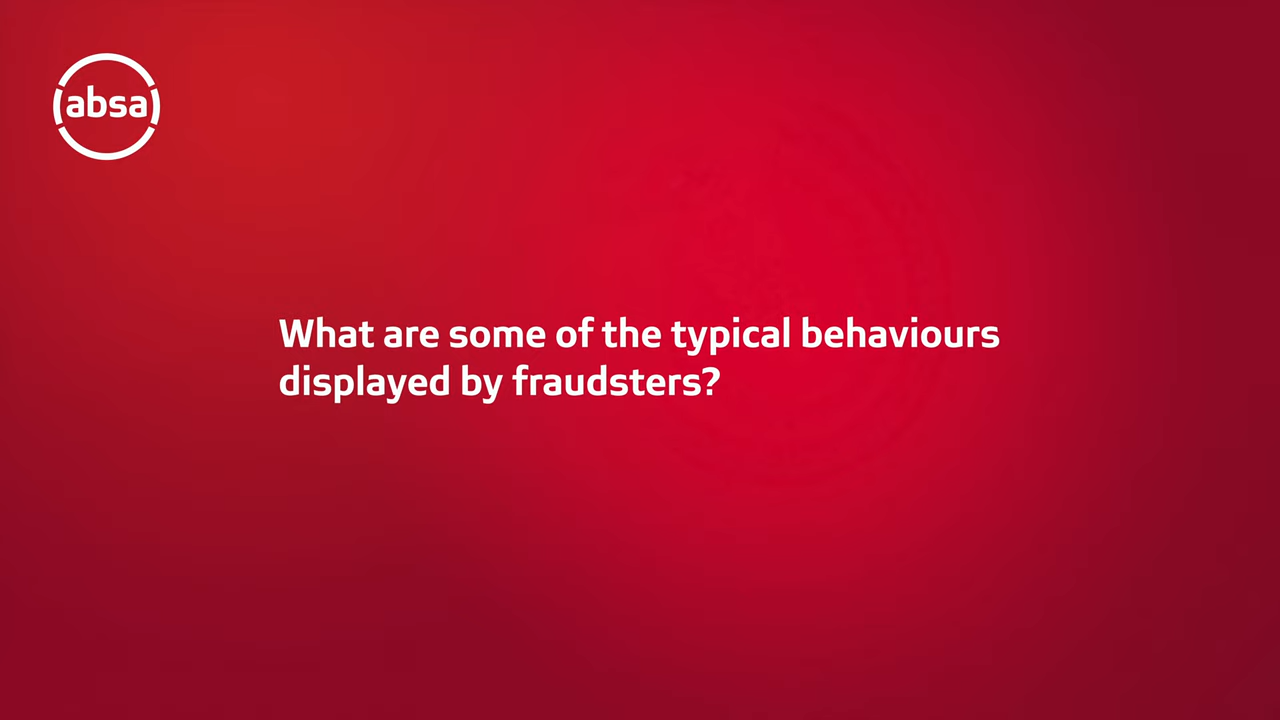 absa
What are some of the typical behaviours
displayed by fraudsters?